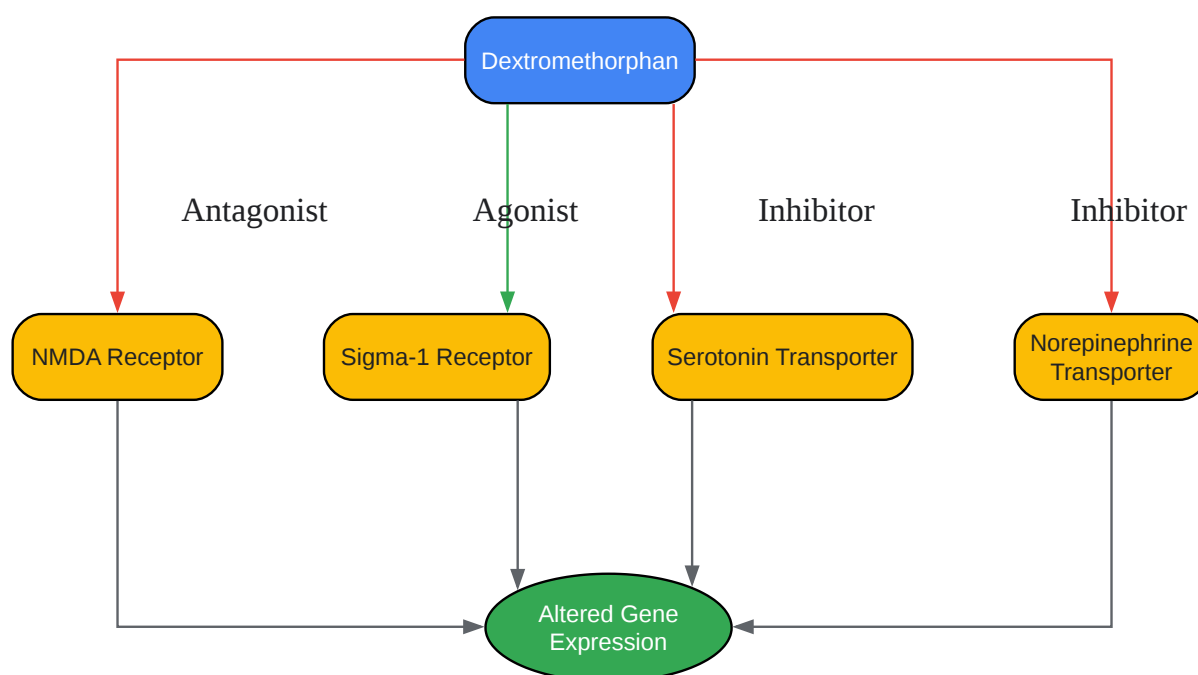 Dextromethorphan
Antagonist
Agonist
Inhibitor
Inhibitor
NMDA Receptor
Sigma-1 Receptor
Serotonin Transporter
Norepinephrine
Transporter
Altered Gene
Expression